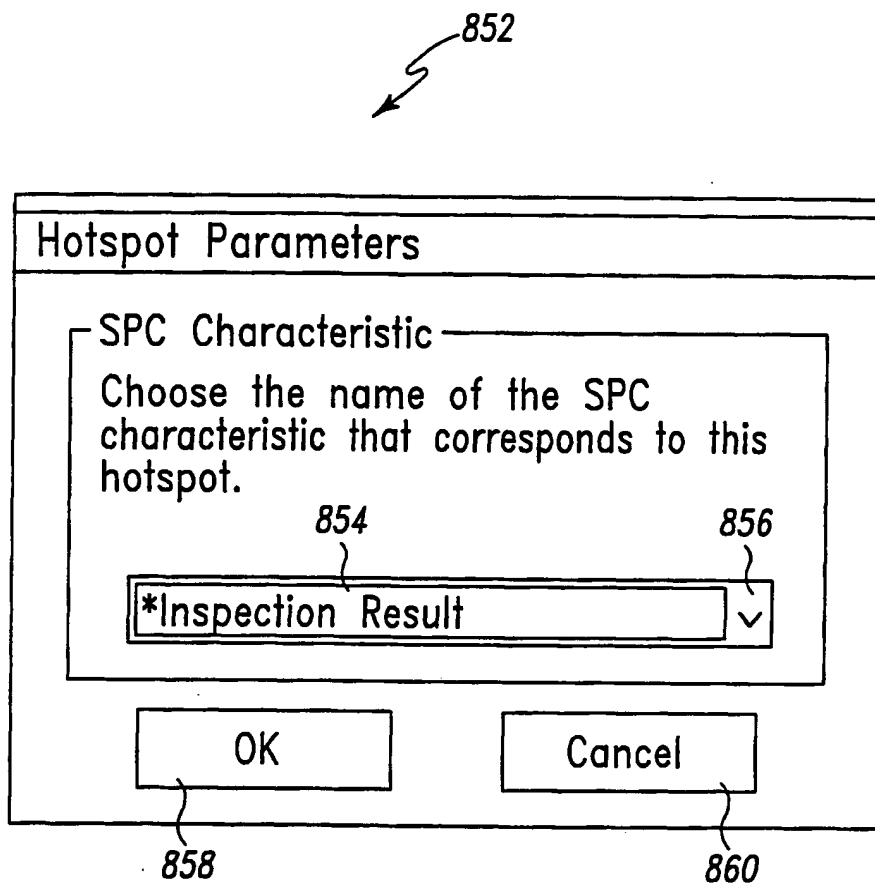 852
Hotspot Parameters
SPC Characteristic
Choose the name of the SPC
characteristic that corresponds to this
hotspot.
854
856
*Inspection Result
OK
Cancel
858
860